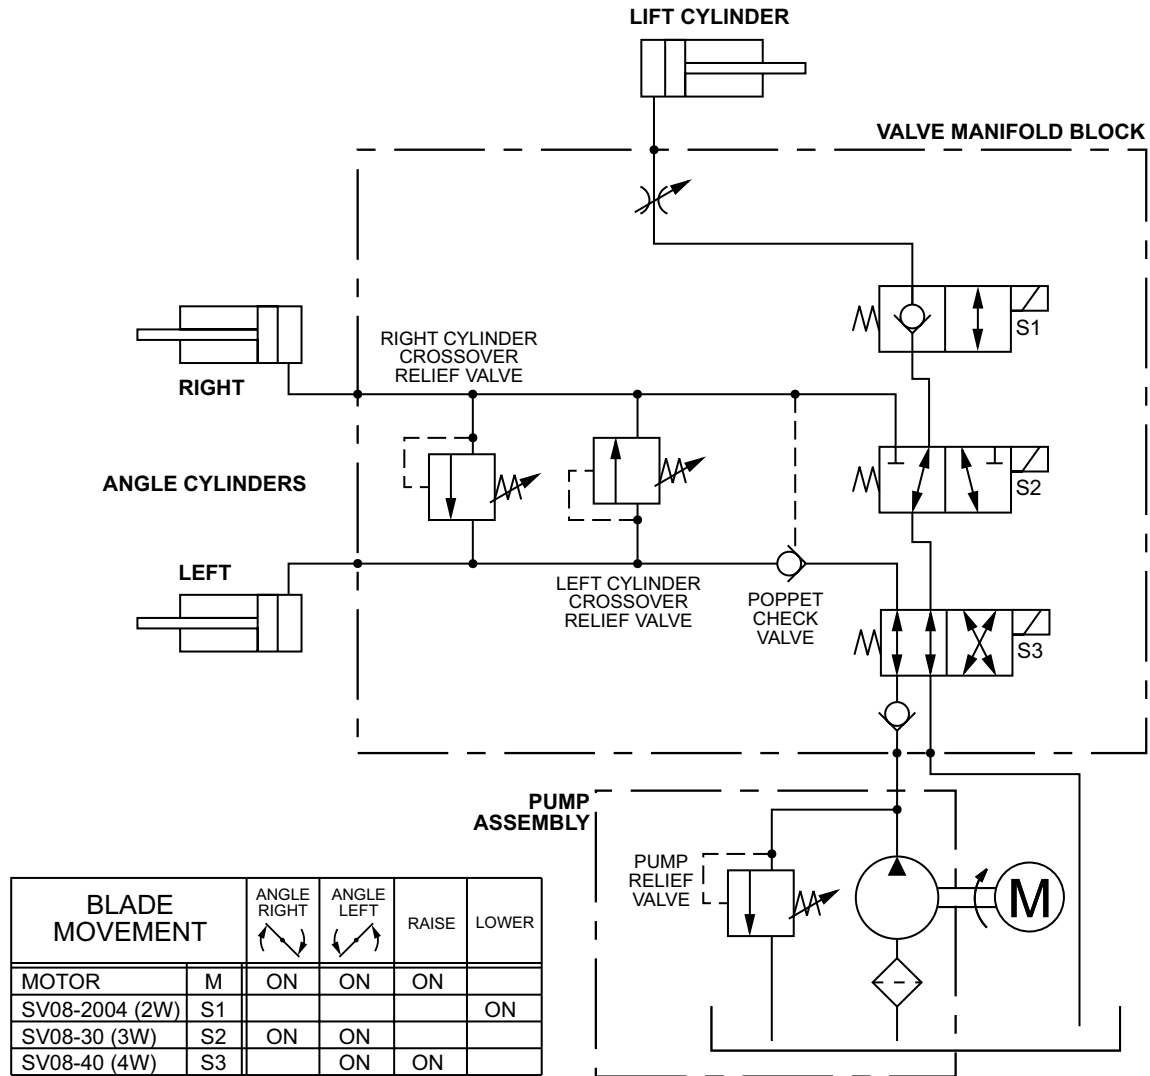 LIFT CYLINDER
VALVE MANIFOLD BLOCK
S1
RIGHT CYLINDER
CROSSOVER
RELIEF VALVE
RIGHT
ANGLE CYLINDERS
S2
LEFT
LEFT CYLINDER
CROSSOVER
RELIEF VALVE
POPPET
CHECK
VALVE
S3
PUMP
ASSEMBLY
PUMP
RELIEF
VALVE
M
BLADE
MOVEMENT
ANGLE
RIGHT
ANGLE
LEFT
RAISE
LOWER
MOTOR M ON ON ON
SV08-2004 (2W) S1 ON
SV08-30 (3W) S2 ON ON
SV08-40 (4W) S3 ON ON